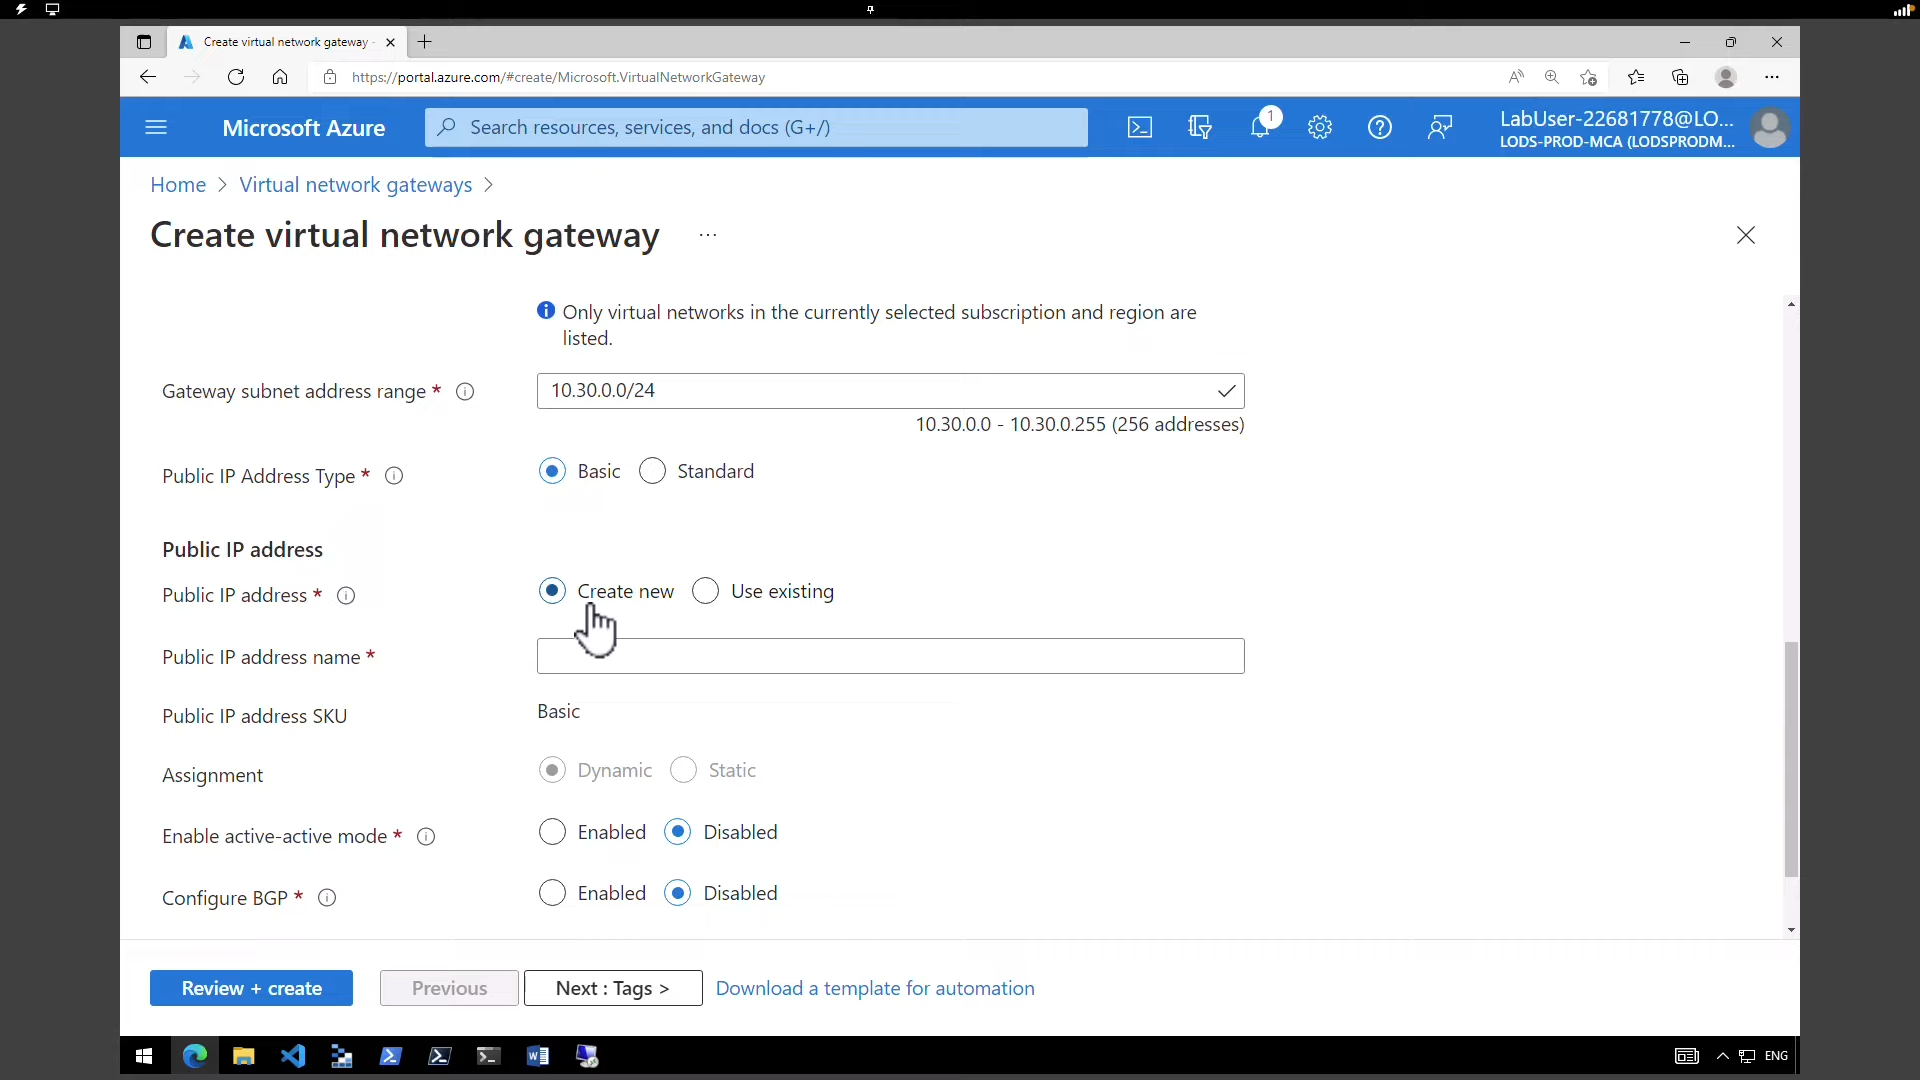 Create virtual network gateway -
https://portal.azure.com/#create/Microsoft.VirtualNetworkGateway
Microsoft Azure
Search resources, services, and docs (G+/)
1
LabUser-22681778@LO...
LODS-PROD-MCA (LODSPRODM...
Home > Virtual network gateways >
Create virtual network gateway ...
Only virtual networks in the currently selected subscription and region are
listed.
Gateway subnet address range *
10.30.0.0/24
10.30.0.0 - 10.30.0.255 (256 addresses)
Public IP Address Type *
Basic Standard
Public IP address
Public IP address *
Create new Use existing
Public IP address name *
Public IP address SKU
Basic
Assignment
Dynamic Static
Enable active-active mode *
Enabled Disabled
Configure BGP *
Enabled Disabled
Review + create Previous Next : Tags > Download a template for automation
ENG